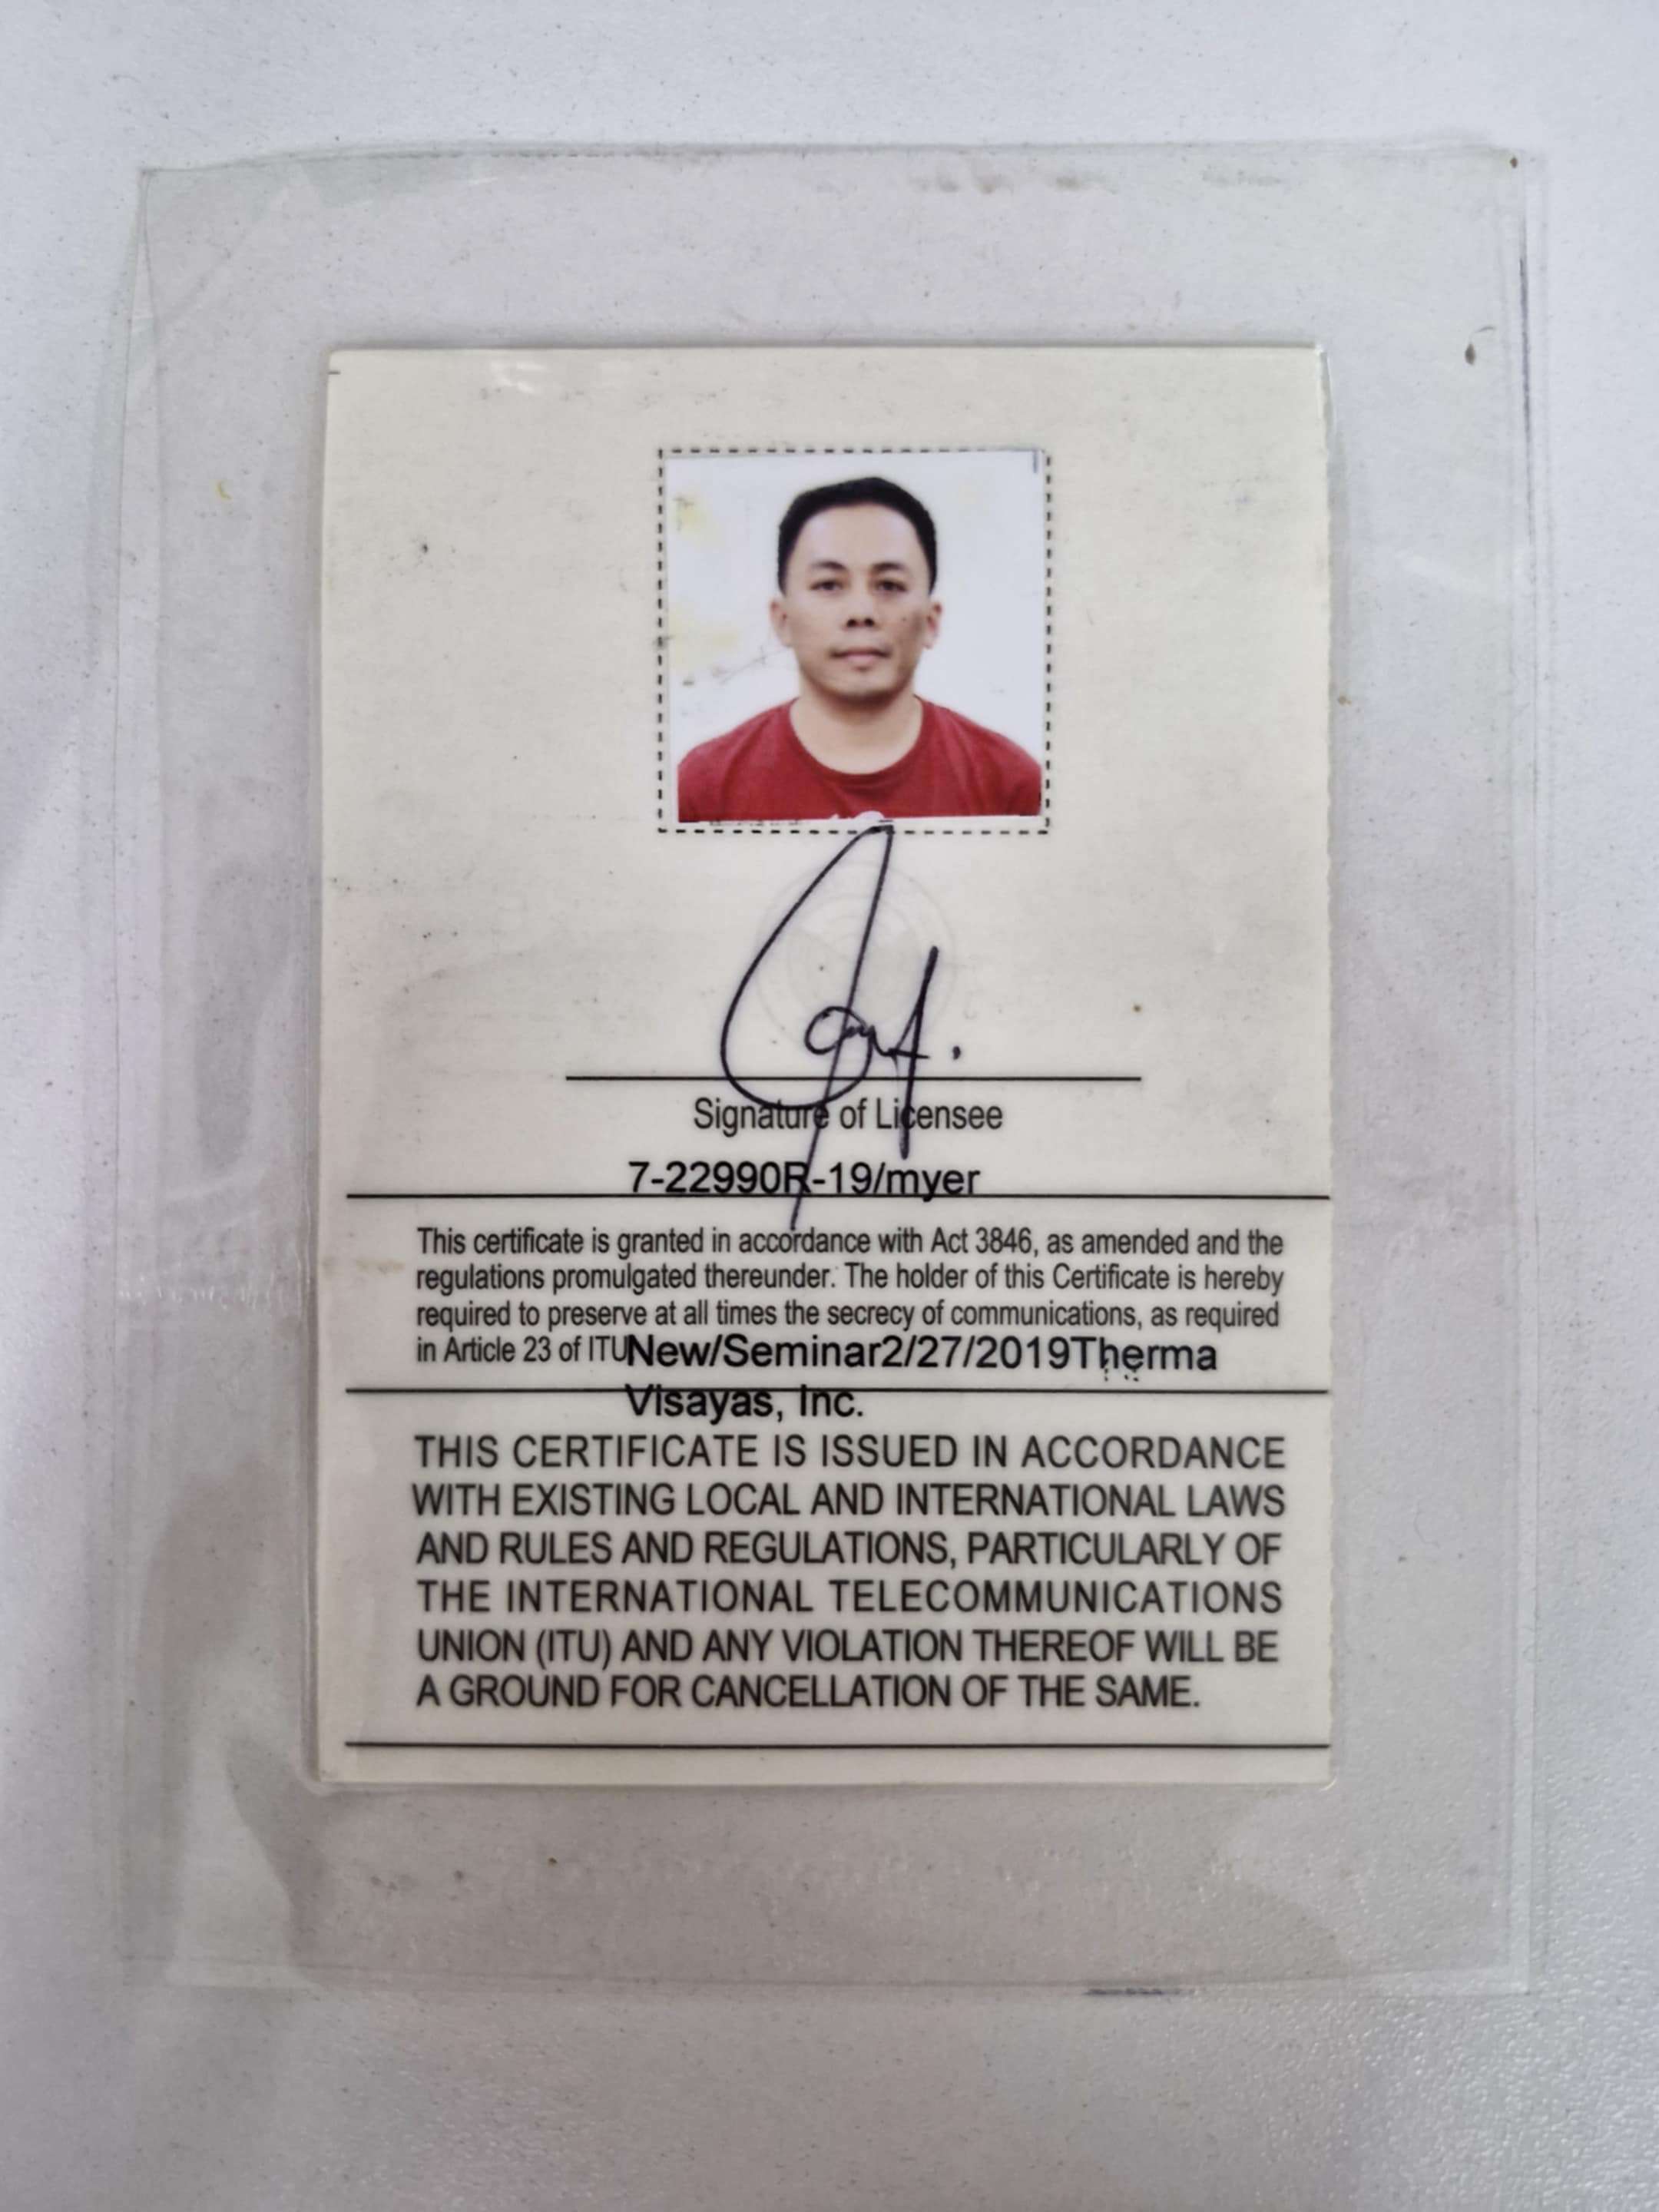 Signature of Licensee
7-22990R-19/myer
This certificate is granted in accordance with Act 3846, as amended and the
regulations promulgated thereunder. The holder of this Certificate is hereby
required to preserve at all times the secrecy of communications, as required
in Article 23 of ITUNew/Seminar2/27/2019Therma
Visayas, Inc.
THIS CERTIFICATE IS ISSUED IN ACCORDANCE
WITH EXISTING LOCAL AND INTERNATIONAL LAWS
AND RULES AND REGULATIONS, PARTICULARLY OF
THE INTERNATIONAL TELECOMMUNICATIONS
UNION (ITU) AND ANY VIOLATION THEREOF WILL BE
A GROUND FOR CANCELLATION OF THE SAME.